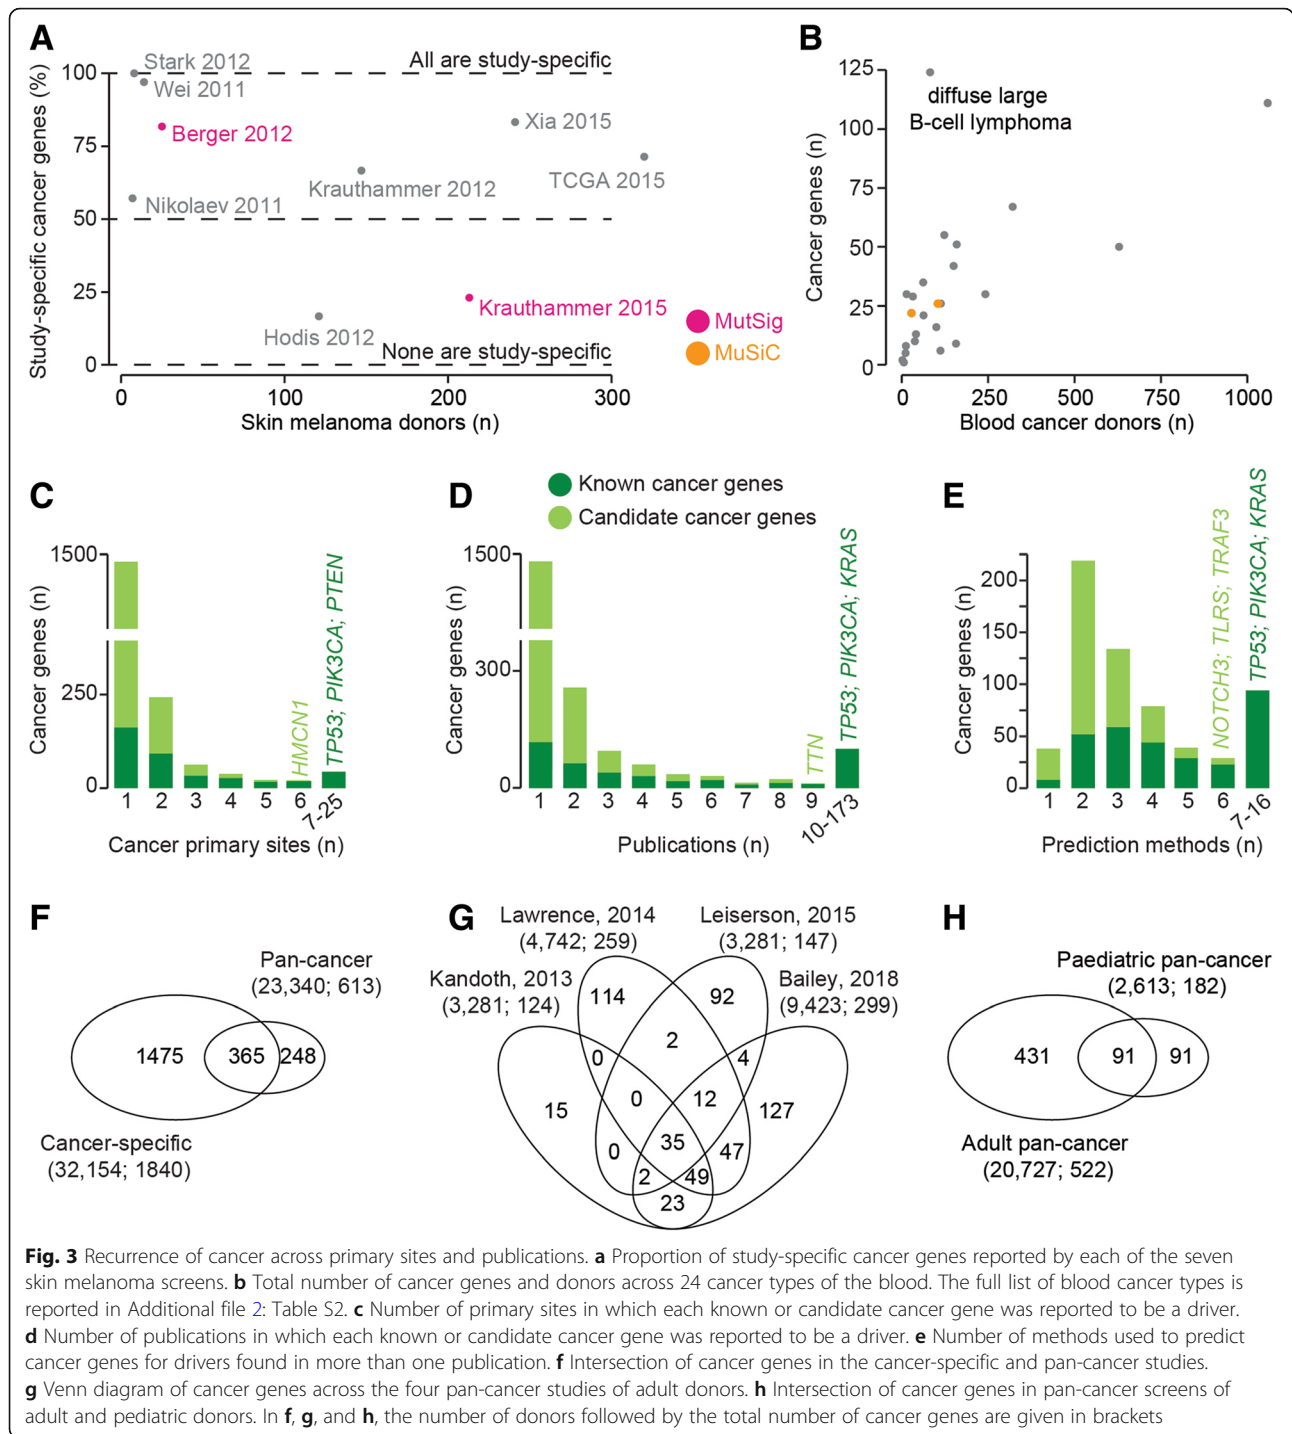 A
Study-specific cancer genes (%)
100
75
50
25
0
Stark 2012
All are study-specific
Wei 2011
Berger 2012
Xia 2015
Krauthammer 2012
TCGA 2015
Nikolaev 2011
Krauthammer 2015
Hodis 2012
None are study-specific
0 100 200 300
Skin melanoma donors (n)
MutSig
MuSiC
B
Cancer genes (n)
125
100
75
50
25
0
diffuse large
B-cell lymphoma
0 250 500 750 1000
Blood cancer donors (n)
Known cancer genes
Candidate cancer genes
C
Cancer genes (n)
1500
250
0
HMCN1
TP53; PIK3CA; PTEN
1 2 3 4 5 6 7-25
Cancer primary sites (n)
D
Cancer genes (n)
1500
300
0
TTN
TP53; PIK3CA; KRAS
1 2 3 4 5 6 7 8 9 10-173
Publications (n)
E
Cancer genes (n)
200
150
100
50
0
NOTCH3; TLRS; TRAF3
TP53; PIK3CA; KRAS
1 2 3 4 5 6 7-16
Prediction methods (n)
F
Pan-cancer
(23,340; 613)
1475 365 248
Cancer-specific
(32,154; 1840)
G
Lawrence, 2014
(4,742; 259)
Leiserson, 2015
(3,281; 147)
Kandoth, 2013
(3,281; 124)
Bailey, 2018
(9,423; 299)
114 92
2
0 4
0 12
15 127
35
0 47
2 49
23
H
Paediatric pan-cancer
(2,613; 182)
431 91 91
Adult pan-cancer
(20,727; 522)
Fig. 3 Recurrence of cancer across primary sites and publications. a Proportion of study-specific cancer genes reported by each of the seven
skin melanoma screens. b Total number of cancer genes and donors across 24 cancer types of the blood. The full list of blood cancer types is
reported in Additional file 2: Table S2. c Number of primary sites in which each known or candidate cancer gene was reported to be a driver.
d Number of publications in which each known or candidate cancer gene was reported to be a driver. e Number of methods used to predict
cancer genes for drivers found in more than one publication. f Intersection of cancer genes in the cancer-specific and pan-cancer studies.
g Venn diagram of cancer genes across the four pan-cancer studies of adult donors. h Intersection of cancer genes in pan-cancer screens of
adult and pediatric donors. In f, g, and h, the number of donors followed by the total number of cancer genes are given in brackets